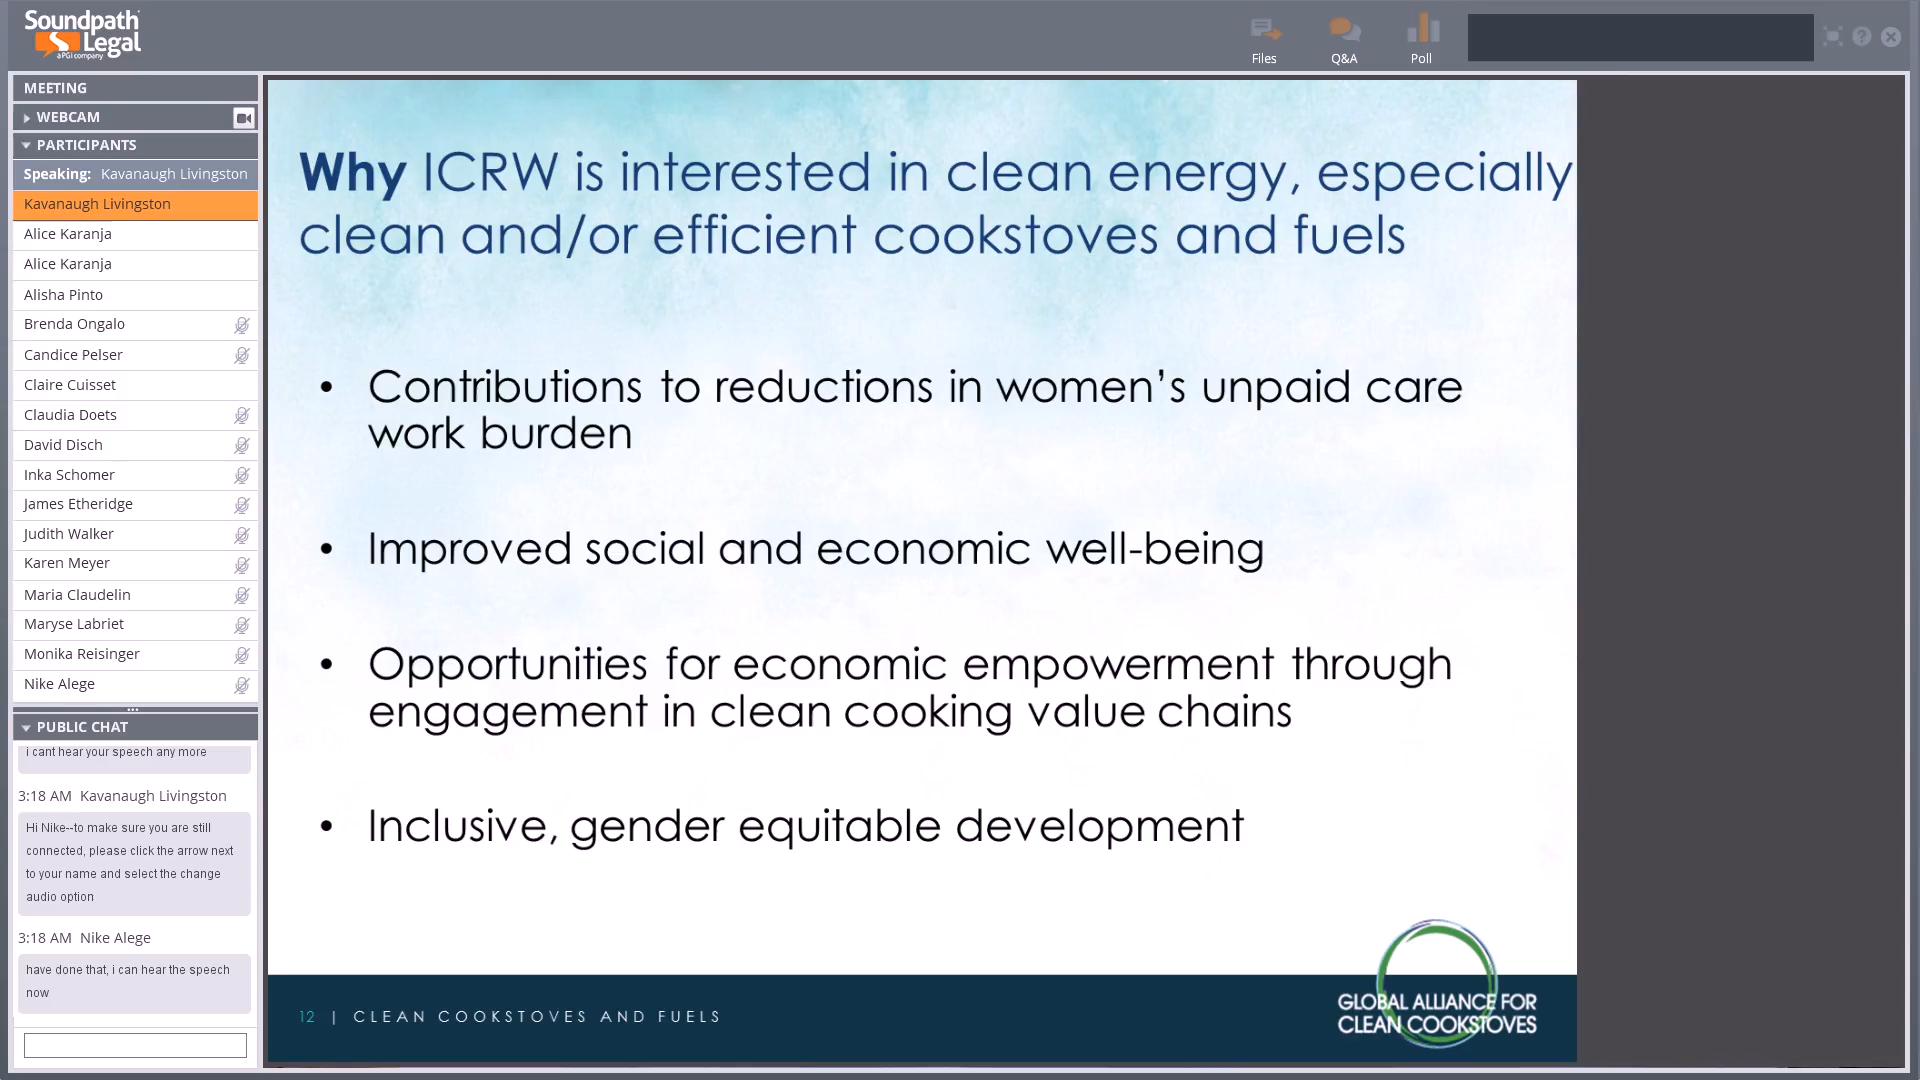 Soundpath
Legal
a PGi company
Files
Q&A
Poll
MEETING
WEBCAM
PARTICIPANTS
Speaking: Kavanaugh Livingston
Kavanaugh Livingston
Alice Karanja
Alice Karanja
Alisha Pinto
Brenda Ongalo
Candice Pelser
Claire Cuisset
Claudia Doets
David Disch
Inka Schomer
James Etheridge
Judith Walker
Karen Meyer
Maria Claudelin
Maryse Labriet
Monika Reisinger
Nike Alege
PUBLIC CHAT
i cant hear your speech any more
3:18 AM Kavanaugh Livingston
Hi Nike--to make sure you are still
connected, please click the arrow next
to your name and select the change
audio option
3:18 AM Nike Alege
have done that, i can hear the speech
now
Why ICRW is interested in clean energy, especially
clean and/or efficient cookstoves and fuels
• Contributions to reductions in women’s unpaid care
work burden
• Improved social and economic well-being
• Opportunities for economic empowerment through
engagement in clean cooking value chains
• Inclusive, gender equitable development
12 | CLEAN COOKSTOVES AND FUELS
GLOBAL ALLIANCE FOR
CLEAN COOKSTOVES